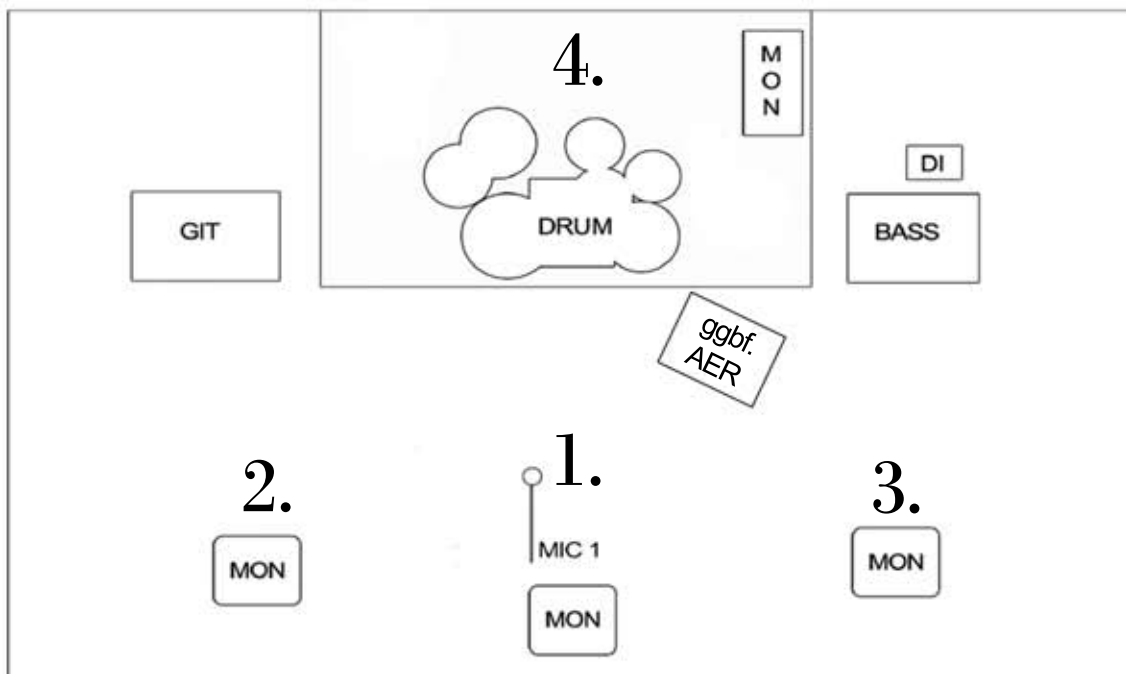 4.
M
O
N
DI
GIT
DRUM
BASS
ggbf.
AER
1.
2.
3.
MIC 1
MON
MON
MON